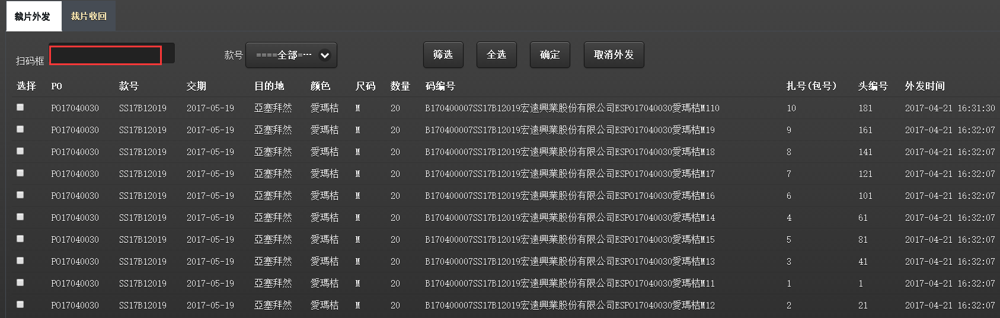 裁片外发 裁片收回
扫码框 款号 ====全部=··· 筛选 全选 确定 取消外发
选择 PO 款号 交期 目的地 颜色 尺码 数量 码编号 扎号(包号) 头编号 外发时间
PO17040030 SS17B12019 2017-05-19 亞塞拜然 愛瑪桔 M 20 B170400007SS17B12019宏遠興業股份有限公司ESPO17040030愛瑪桔M110 10 181 2017-04-21 16:31:30
PO17040030 SS17B12019 2017-05-19 亞塞拜然 愛瑪桔 M 20 B170400007SS17B12019宏遠興業股份有限公司ESPO17040030愛瑪桔M19 9 161 2017-04-21 16:32:07
PO17040030 SS17B12019 2017-05-19 亞塞拜然 愛瑪桔 M 20 B170400007SS17B12019宏遠興業股份有限公司ESPO17040030愛瑪桔M18 8 141 2017-04-21 16:32:07
PO17040030 SS17B12019 2017-05-19 亞塞拜然 愛瑪桔 M 20 B170400007SS17B12019宏遠興業股份有限公司ESPO17040030愛瑪桔M17 7 121 2017-04-21 16:32:07
PO17040030 SS17B12019 2017-05-19 亞塞拜然 愛瑪桔 M 20 B170400007SS17B12019宏遠興業股份有限公司ESPO17040030愛瑪桔M16 6 101 2017-04-21 16:32:07
PO17040030 SS17B12019 2017-05-19 亞塞拜然 愛瑪桔 M 20 B170400007SS17B12019宏遠興業股份有限公司ESPO17040030愛瑪桔M14 4 61 2017-04-21 16:32:07
PO17040030 SS17B12019 2017-05-19 亞塞拜然 愛瑪桔 M 20 B170400007SS17B12019宏遠興業股份有限公司ESPO17040030愛瑪桔M15 5 81 2017-04-21 16:32:07
PO17040030 SS17B12019 2017-05-19 亞塞拜然 愛瑪桔 M 20 B170400007SS17B12019宏遠興業股份有限公司ESPO17040030愛瑪桔M13 3 41 2017-04-21 16:32:07
PO17040030 SS17B12019 2017-05-19 亞塞拜然 愛瑪桔 M 20 B170400007SS17B12019宏遠興業股份有限公司ESPO17040030愛瑪桔M11 1 1 2017-04-21 16:32:07
PO17040030 SS17B12019 2017-05-19 亞塞拜然 愛瑪桔 M 20 B170400007SS17B12019宏遠興業股份有限公司ESPO17040030愛瑪桔M12 2 21 2017-04-21 16:32:07